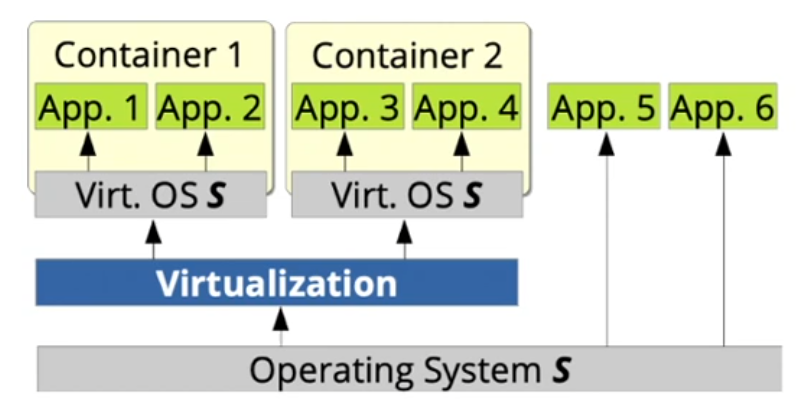 Container 1
Container 2
App. 1 App. 2 App. 3 App. 4 App. 5 App. 6
Virt. OS S
Virt. OS S
Virtualization
Operating System S